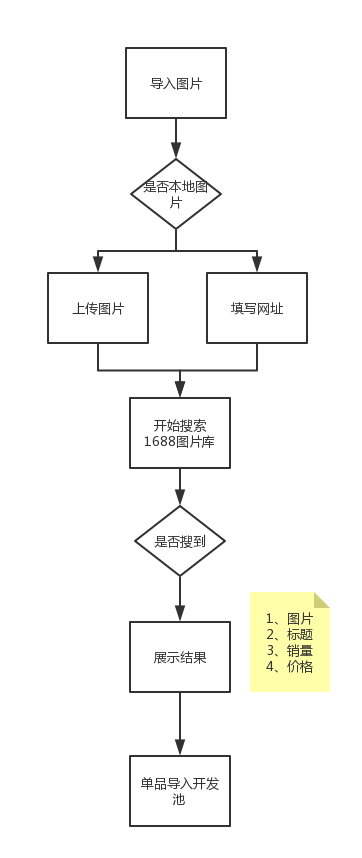 导入图片
是否本地图
片
上传图片
填写网址
开始搜索
1688图片库
是否搜到
1、图片
2、标题
3、销量
4、价格
展示结果
单品导入开发
池